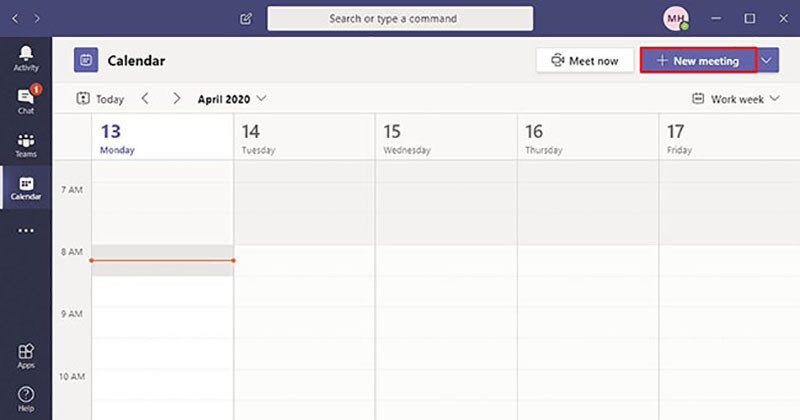 Search or type a command
MH
Activity
1
Chat
Teams
Calendar
Apps
Help
Calendar
Meet now
New meeting
Today
April 2020
Work week
13
Monday
14
Tuesday
15
Wednesday
16
Thursday
17
Friday
7 AM
8 AM
9 AM
10 AM